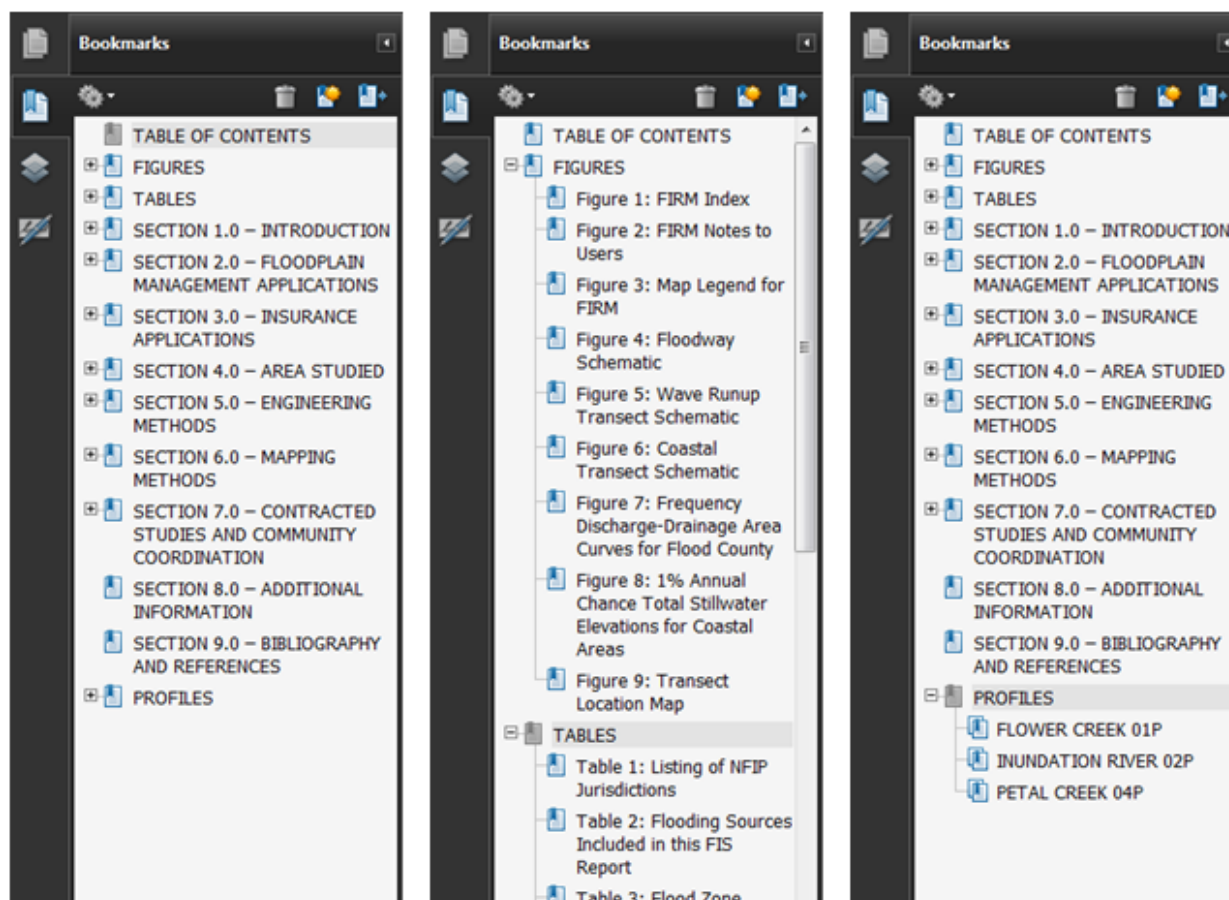 Bookmarks
TABLE OF CONTENTS
FIGURES
TABLES
SECTION 1.0 – INTRODUCTION
SECTION 2.0 – FLOODPLAIN
MANAGEMENT APPLICATIONS
SECTION 3.0 – INSURANCE
APPLICATIONS
SECTION 4.0 – AREA STUDIED
SECTION 5.0 – ENGINEERING
METHODS
SECTION 6.0 – MAPPING
METHODS
SECTION 7.0 – CONTRACTED
STUDIES AND COMMUNITY
COORDINATION
SECTION 8.0 – ADDITIONAL
INFORMATION
SECTION 9.0 – BIBLIOGRAPHY
AND REFERENCES
PROFILES
Bookmarks
TABLE OF CONTENTS
FIGURES
Figure 1: FIRM Index
Figure 2: FIRM Notes to
Users
Figure 3: Map Legend for
FIRM
Figure 4: Floodway
Schematic
Figure 5: Wave Runup
Transect Schematic
Figure 6: Coastal
Transect Schematic
Figure 7: Frequency
Discharge-Drainage Area
Curves for Flood County
Figure 8: 1% Annual
Chance Total Stillwater
Elevations for Coastal
Areas
Figure 9: Transect
Location Map
TABLES
Table 1: Listing of NFIP
Jurisdictions
Table 2: Flooding Sources
Included in this FIS
Report
Table 3: Flood Zone
Bookmarks
TABLE OF CONTENTS
FIGURES
TABLES
SECTION 1.0 – INTRODUCTION
SECTION 2.0 – FLOODPLAIN
MANAGEMENT APPLICATIONS
SECTION 3.0 – INSURANCE
APPLICATIONS
SECTION 4.0 – AREA STUDIED
SECTION 5.0 – ENGINEERING
METHODS
SECTION 6.0 – MAPPING
METHODS
SECTION 7.0 – CONTRACTED
STUDIES AND COMMUNITY
COORDINATION
SECTION 8.0 – ADDITIONAL
INFORMATION
SECTION 9.0 – BIBLIOGRAPHY
AND REFERENCES
PROFILES
FLOWER CREEK 01P
INUNDATION RIVER 02P
PETAL CREEK 04P